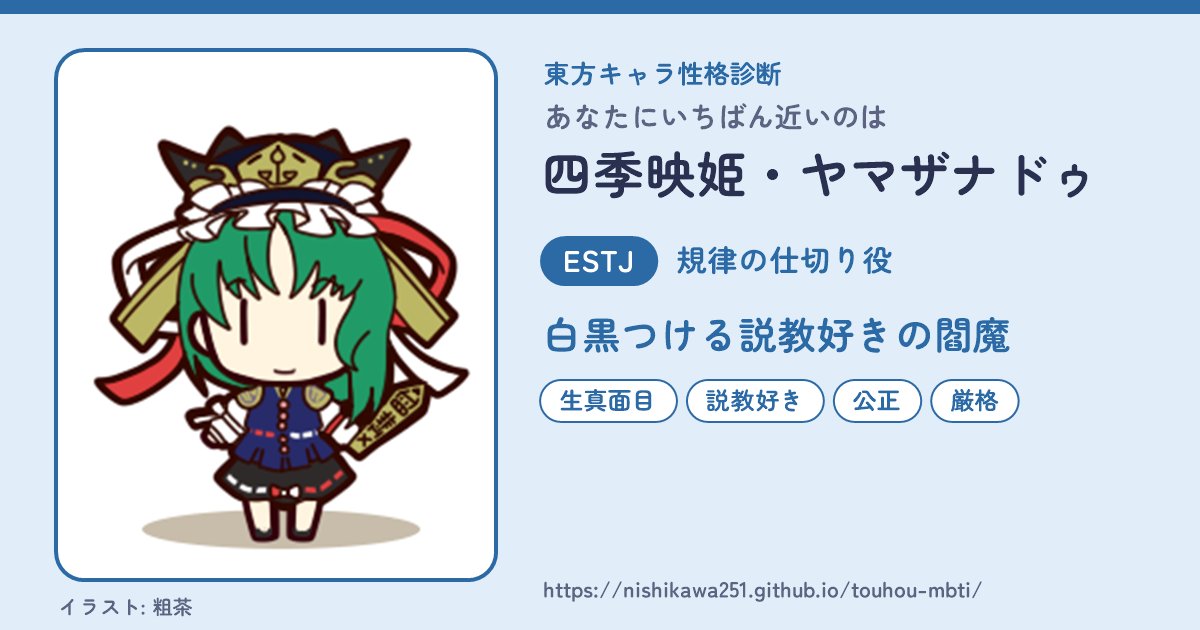 東方キャラ性格診断
あなたにいちばん近いのは
四季映姫・ヤマザナドゥ
ESTJ 規律の仕切り役
白黒つける説教好きの閻魔
生真面目 説教好き 公正 厳格
https://nishikawa251.github.io/touhou-mbti/
イラスト: 粗茶